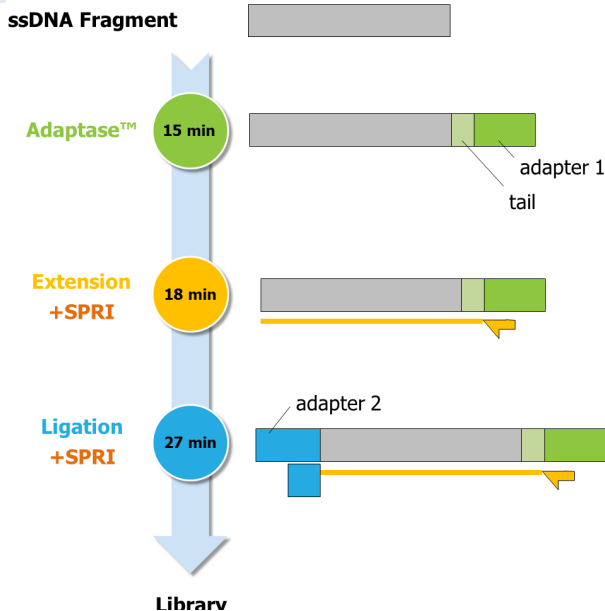 ssDNA Fragment
Adaptase™
15 min
adapter 1
tail
Extension
+SPRI
18 min
adapter 2
Ligation
+SPRI
27 min
Library